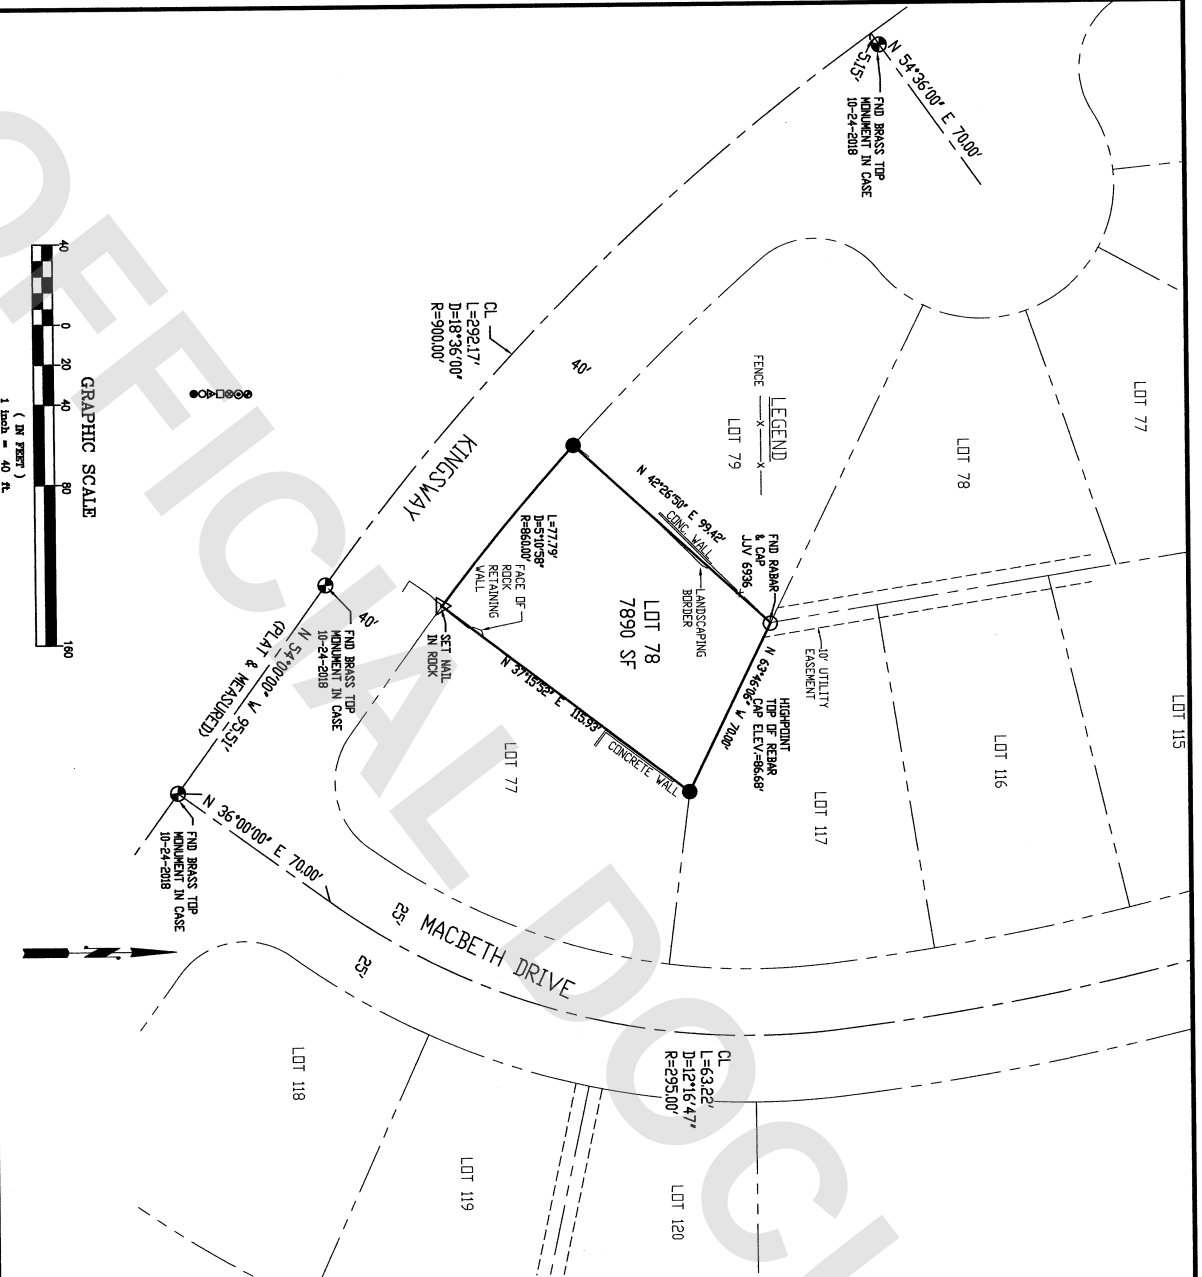 N 54°36'00" E 70.00'
5.15'
FND BRASS TOP
MONUMENT IN CASE
10-24-2018
LOT 77
LOT 78
LEGEND
FENCE —x—x—
LOT 79
CL
L=292.17'
D=18°36'00"
R=900.00'
40'
KINGSWAY
N 42°26'50" E 99.42'
CONC. WALL
LANDSCAPING
BORDER
FND RABAR
& CAP
JJV 6936
10' UTILITY
EASEMENT
LOT 115
LOT 116
LOT 117
HIGHPOINT
TOP OF REBAR
CAP ELEV.=86.68'
N 63°46'06" W 70.00'
LOT 78
7890 SF
L=77.79'
D=5°10'58"
R=860.00'
FACE OF
ROCK
RETAINING
WALL
SET NAIL
IN ROCK
N 37°15'52" E 115.93'
CONCRETE WALL
LOT 77
40'
FND BRASS TOP
MONUMENT IN CASE
10-24-2018
N 54°00'00" W 95.51'
(PLAT & MEASURED)
FND BRASS TOP
MONUMENT IN CASE
10-24-2018
N 36°00'00" E 70.00'
25'
25'
MACBETH DRIVE
CL
L=63.22'
D=12°16'47"
R=295.00'
LOT 118
LOT 119
LOT 120
GRAPHIC SCALE
40 0 20 40 80 160
( IN FEET )
1 inch = 40 ft.
OFFICIAL DOC